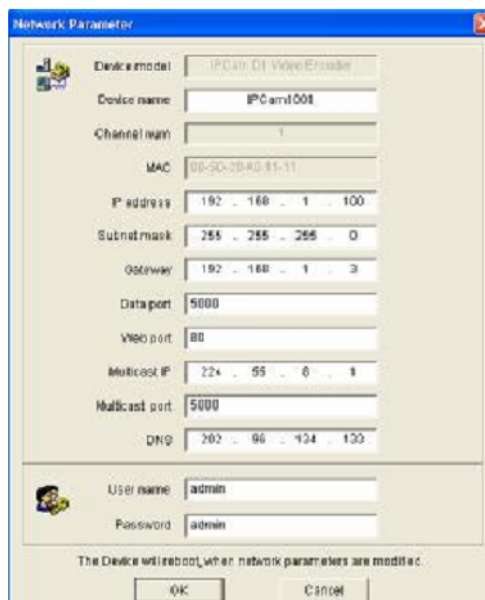 Network Parameter
Device model IPCam D1 Video Encoder
Device name IPCam1001
Channel num 1
MAC
IP address 192 . 168 . 1 . 100
Subnet mask 255 . 255 . 255 . 0
Gateway 192 . 168 . 1 . 3
Data port 5000
Web port 80
Multicast IP 224 . 55 . 8 . 1
Multicast port 5000
DNS 202 . 96 . 134 . 133
User name admin
Password admin
The Device will reboot, when network parameters are modified.
OK Cancel